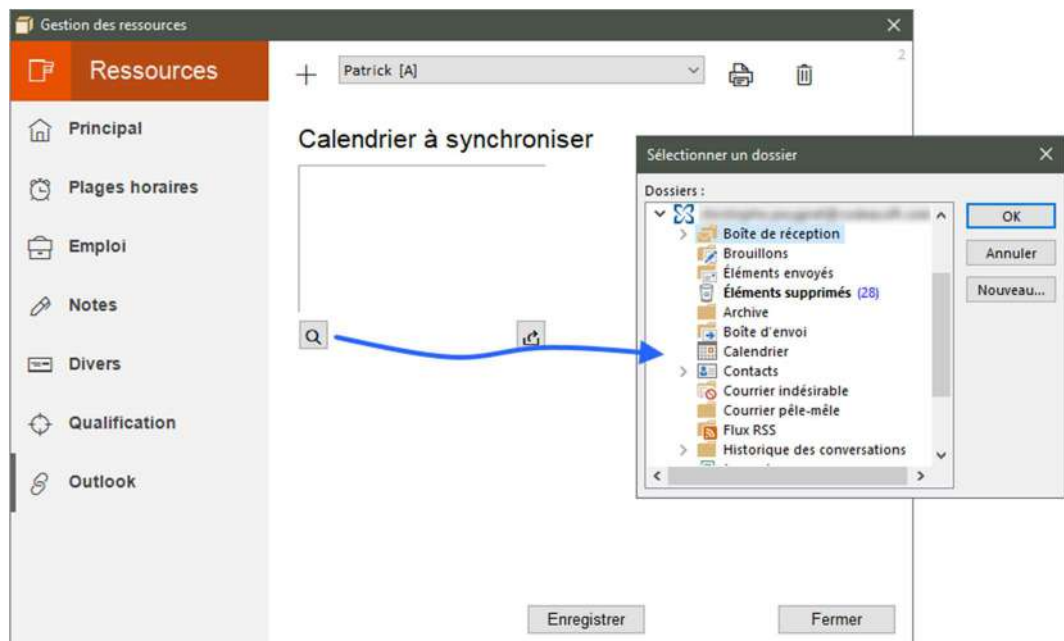 Gestion des ressources
Ressources
Patrick [A]
2
Principal
Plages horaires
Emploi
Notes
Divers
Qualification
Outlook
Calendrier à synchroniser
Enregistrer
Fermer
Sélectionner un dossier
Dossiers :
Boîte de réception
Brouillons
Éléments envoyés
Éléments supprimés (28)
Archive
Boîte d'envoi
Calendrier
Contacts
Courrier indésirable
Courrier pêle-mêle
Flux RSS
Historique des conversations
OK
Annuler
Nouveau...